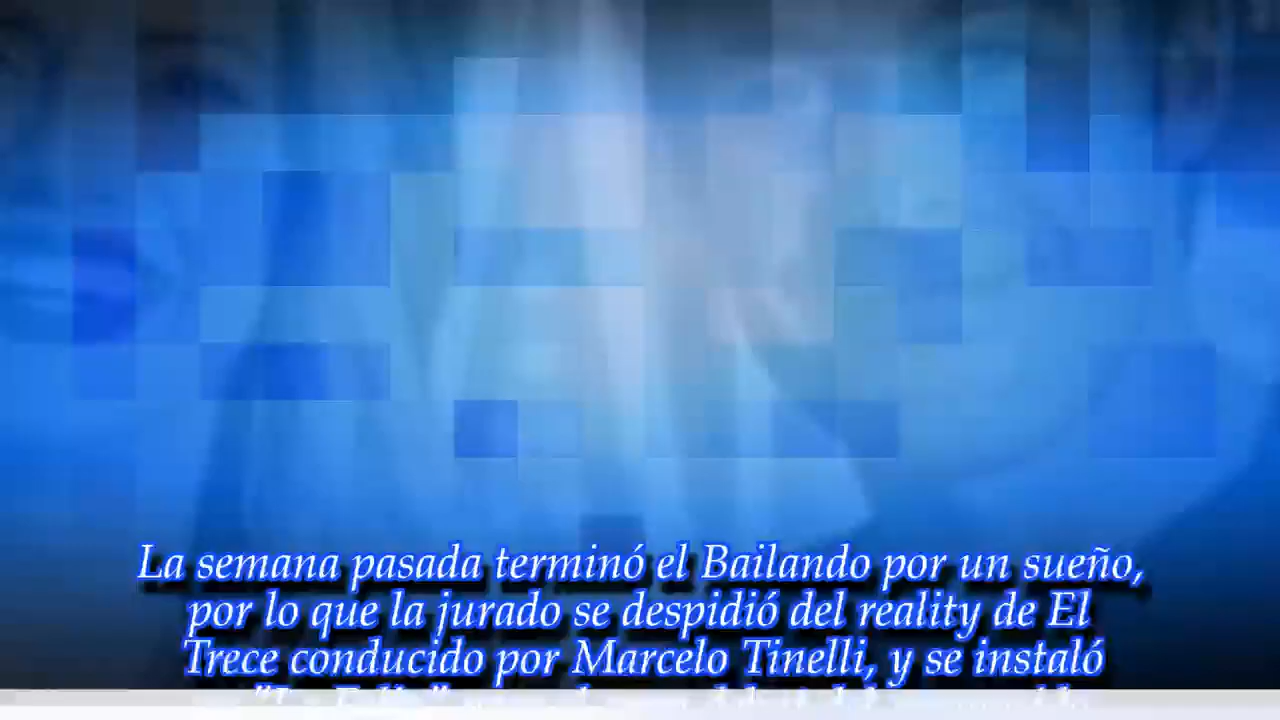 La semana pasada terminó el Bailando por un sueño,
por lo que la jurado se despidió del reality de El
Trece conducido por Marcelo Tinelli, y se instaló